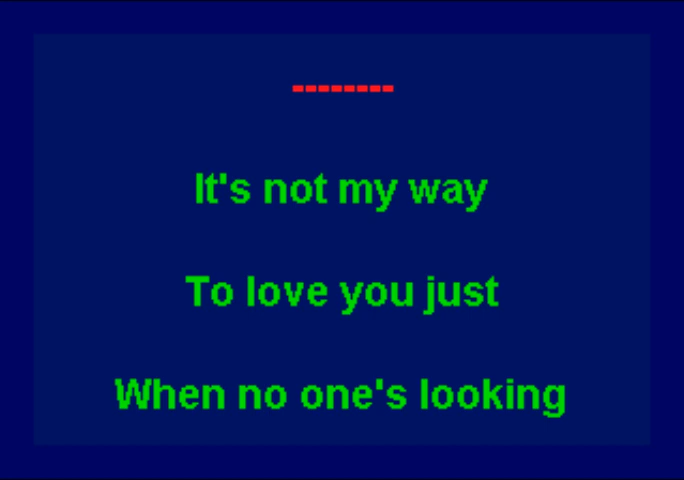 --------
It's not my way
To love you just
When no one's looking